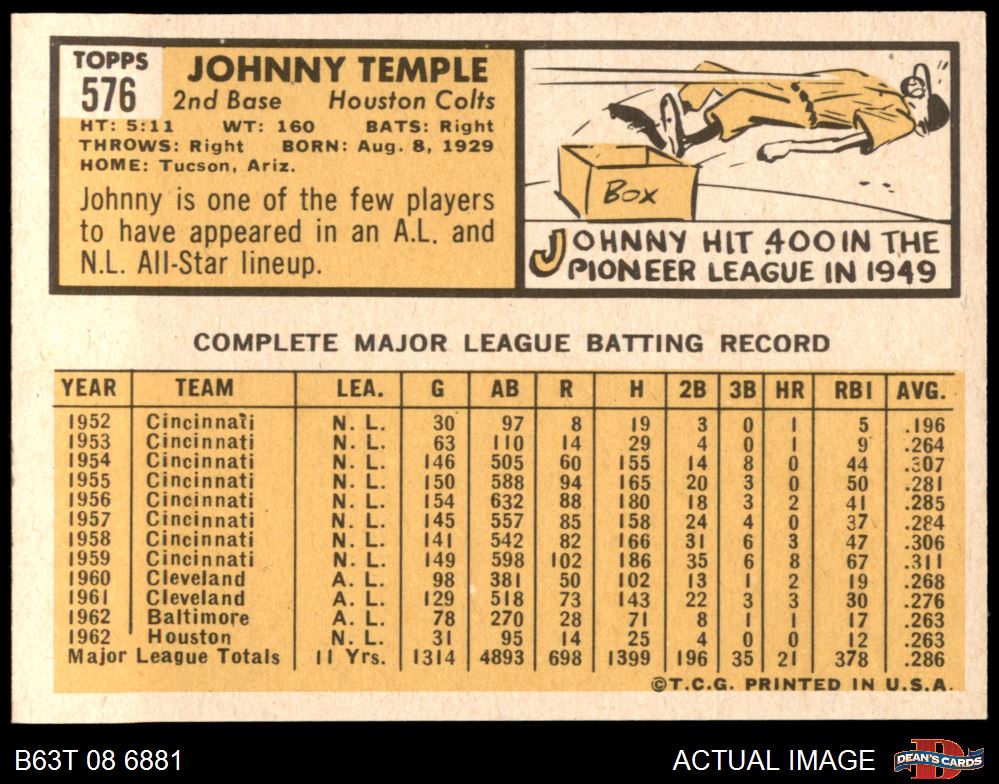 TOPPS
576
JOHNNY TEMPLE
2nd Base Houston Colts
HT: 5:11 WT: 160 BATS: Right
THROWS: Right BORN: Aug. 8, 1929
HOME: Tucson, Ariz.
Johnny is one of the few players
to have appeared in an A.L. and
N.L. All-Star lineup.
BOX
JOHNNY HIT .400 IN THE
PIONEER LEAGUE IN 1949
COMPLETE MAJOR LEAGUE BATTING RECORD
YEAR TEAM LEA. G AB R H 2B 3B HR RBI AVG.
1952 Cincinnati N. L. 30 97 8 19 3 0 1 5 .196
1953 Cincinnati N. L. 63 110 14 29 4 0 1 9 .264
1954 Cincinnati N. L. 146 505 60 155 14 8 0 44 .307
1955 Cincinnati N. L. 150 588 94 165 20 3 0 50 .281
1956 Cincinnati N. L. 154 632 88 180 18 3 2 41 .285
1957 Cincinnati N. L. 145 557 85 158 24 4 0 37 .284
1958 Cincinnati N. L. 141 542 82 166 31 6 3 47 .306
1959 Cincinnati N. L. 149 598 102 186 35 6 8 67 .311
1960 Cleveland A. L. 98 381 50 102 13 1 2 19 .268
1961 Cleveland A. L. 129 518 73 143 22 3 3 30 .276
1962 Baltimore A. L. 78 270 28 71 8 1 1 17 .263
1962 Houston N. L. 31 95 14 25 4 0 0 12 .263
Major League Totals 11 Yrs. 1314 4893 698 1399 196 35 21 378 .286
©T.C.G. PRINTED IN U.S.A.
B63T 08 6881
ACTUAL IMAGE
DEAN'S CARDS